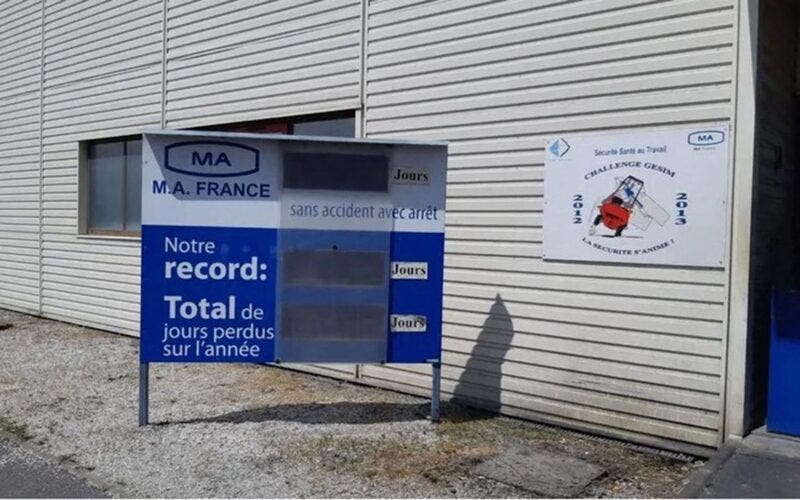 MA
M.A. FRANCE
Jours
sans accident avec arrêt
Notre
record:
Jours
Total de
jours perdus
sur l'année
Jours
Sécurité Santé au Travail
MA
M.A. FRANCE
CHALLENGE GESIM
2012
2013
LA SECURITE S'ANIME !